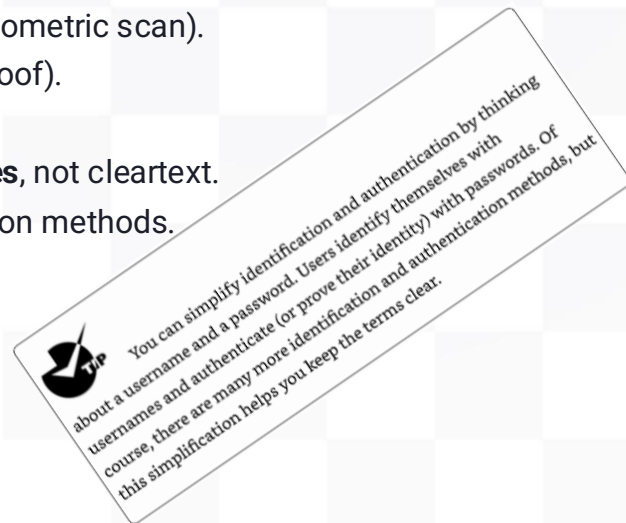 ometric scan).
oof).
es, not cleartext.
on methods.
TIP
You can simplify identification and authentication by thinking
about a username and a password. Users identify themselves with
usernames and authenticate (or prove their identity) with passwords. Of
course, there are many more identification and authentication methods, but
this simplification helps you keep the terms clear.